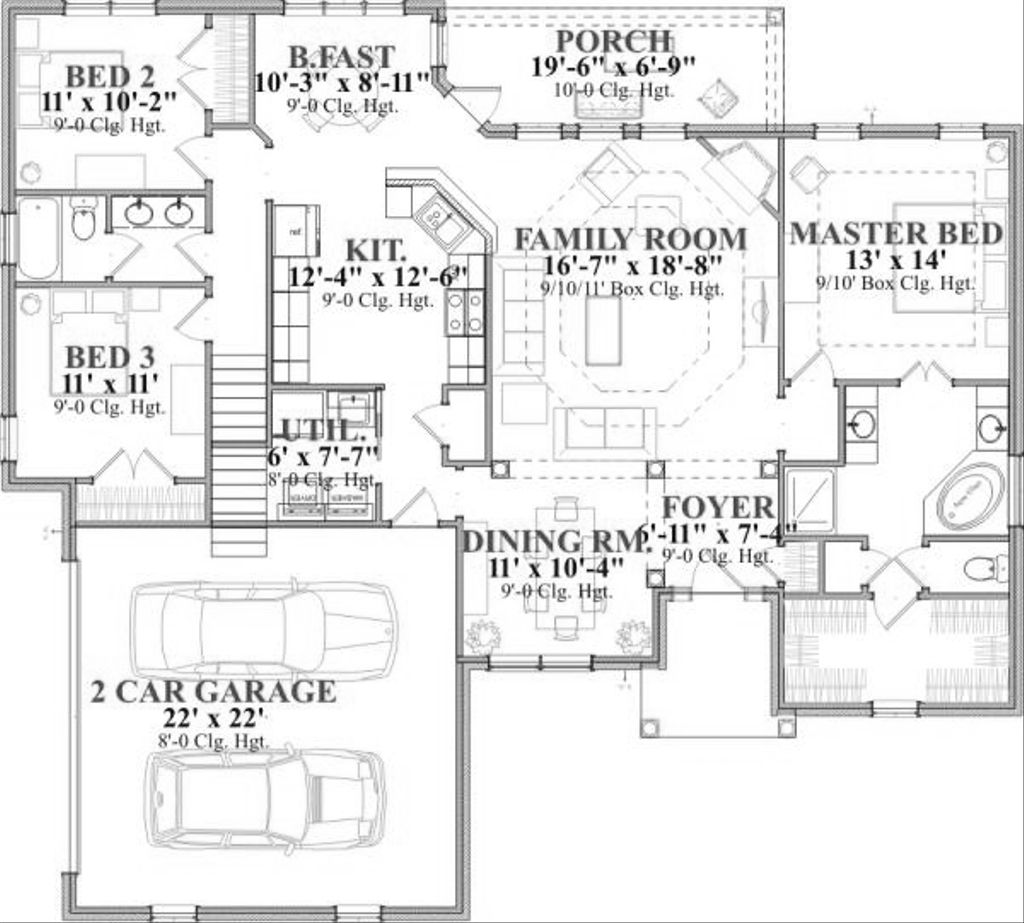 BED 2
11' x 10'-2"
9'-0 Clg. Hgt.
B.FAST
10'-3" x 8'-11"
9'-0 Clg. Hgt.
PORCH
19'-6" x 6'-9"
10'-0 Clg. Hgt.
ref
KIT.
12'-4" x 12'-6"
9'-0 Clg. Hgt.
FAMILY ROOM
16'-7" x 18'-8"
9/10/11' Box Clg. Hgt.
MASTER BED
13' x 14'
9/10' Box Clg. Hgt.
BED 3
11' x 11'
9'-0 Clg. Hgt.
UTIL.
6' x 7'-7"
8'-0 Clg. Hgt.
DRYER
WASHER
DINING RM.
11' x 10'-4"
9'-0 Clg. Hgt.
FOYER
6'-11" x 7'-4"
9'-0 Clg. Hgt.
2 CAR GARAGE
22' x 22'
8'-0 Clg. Hgt.